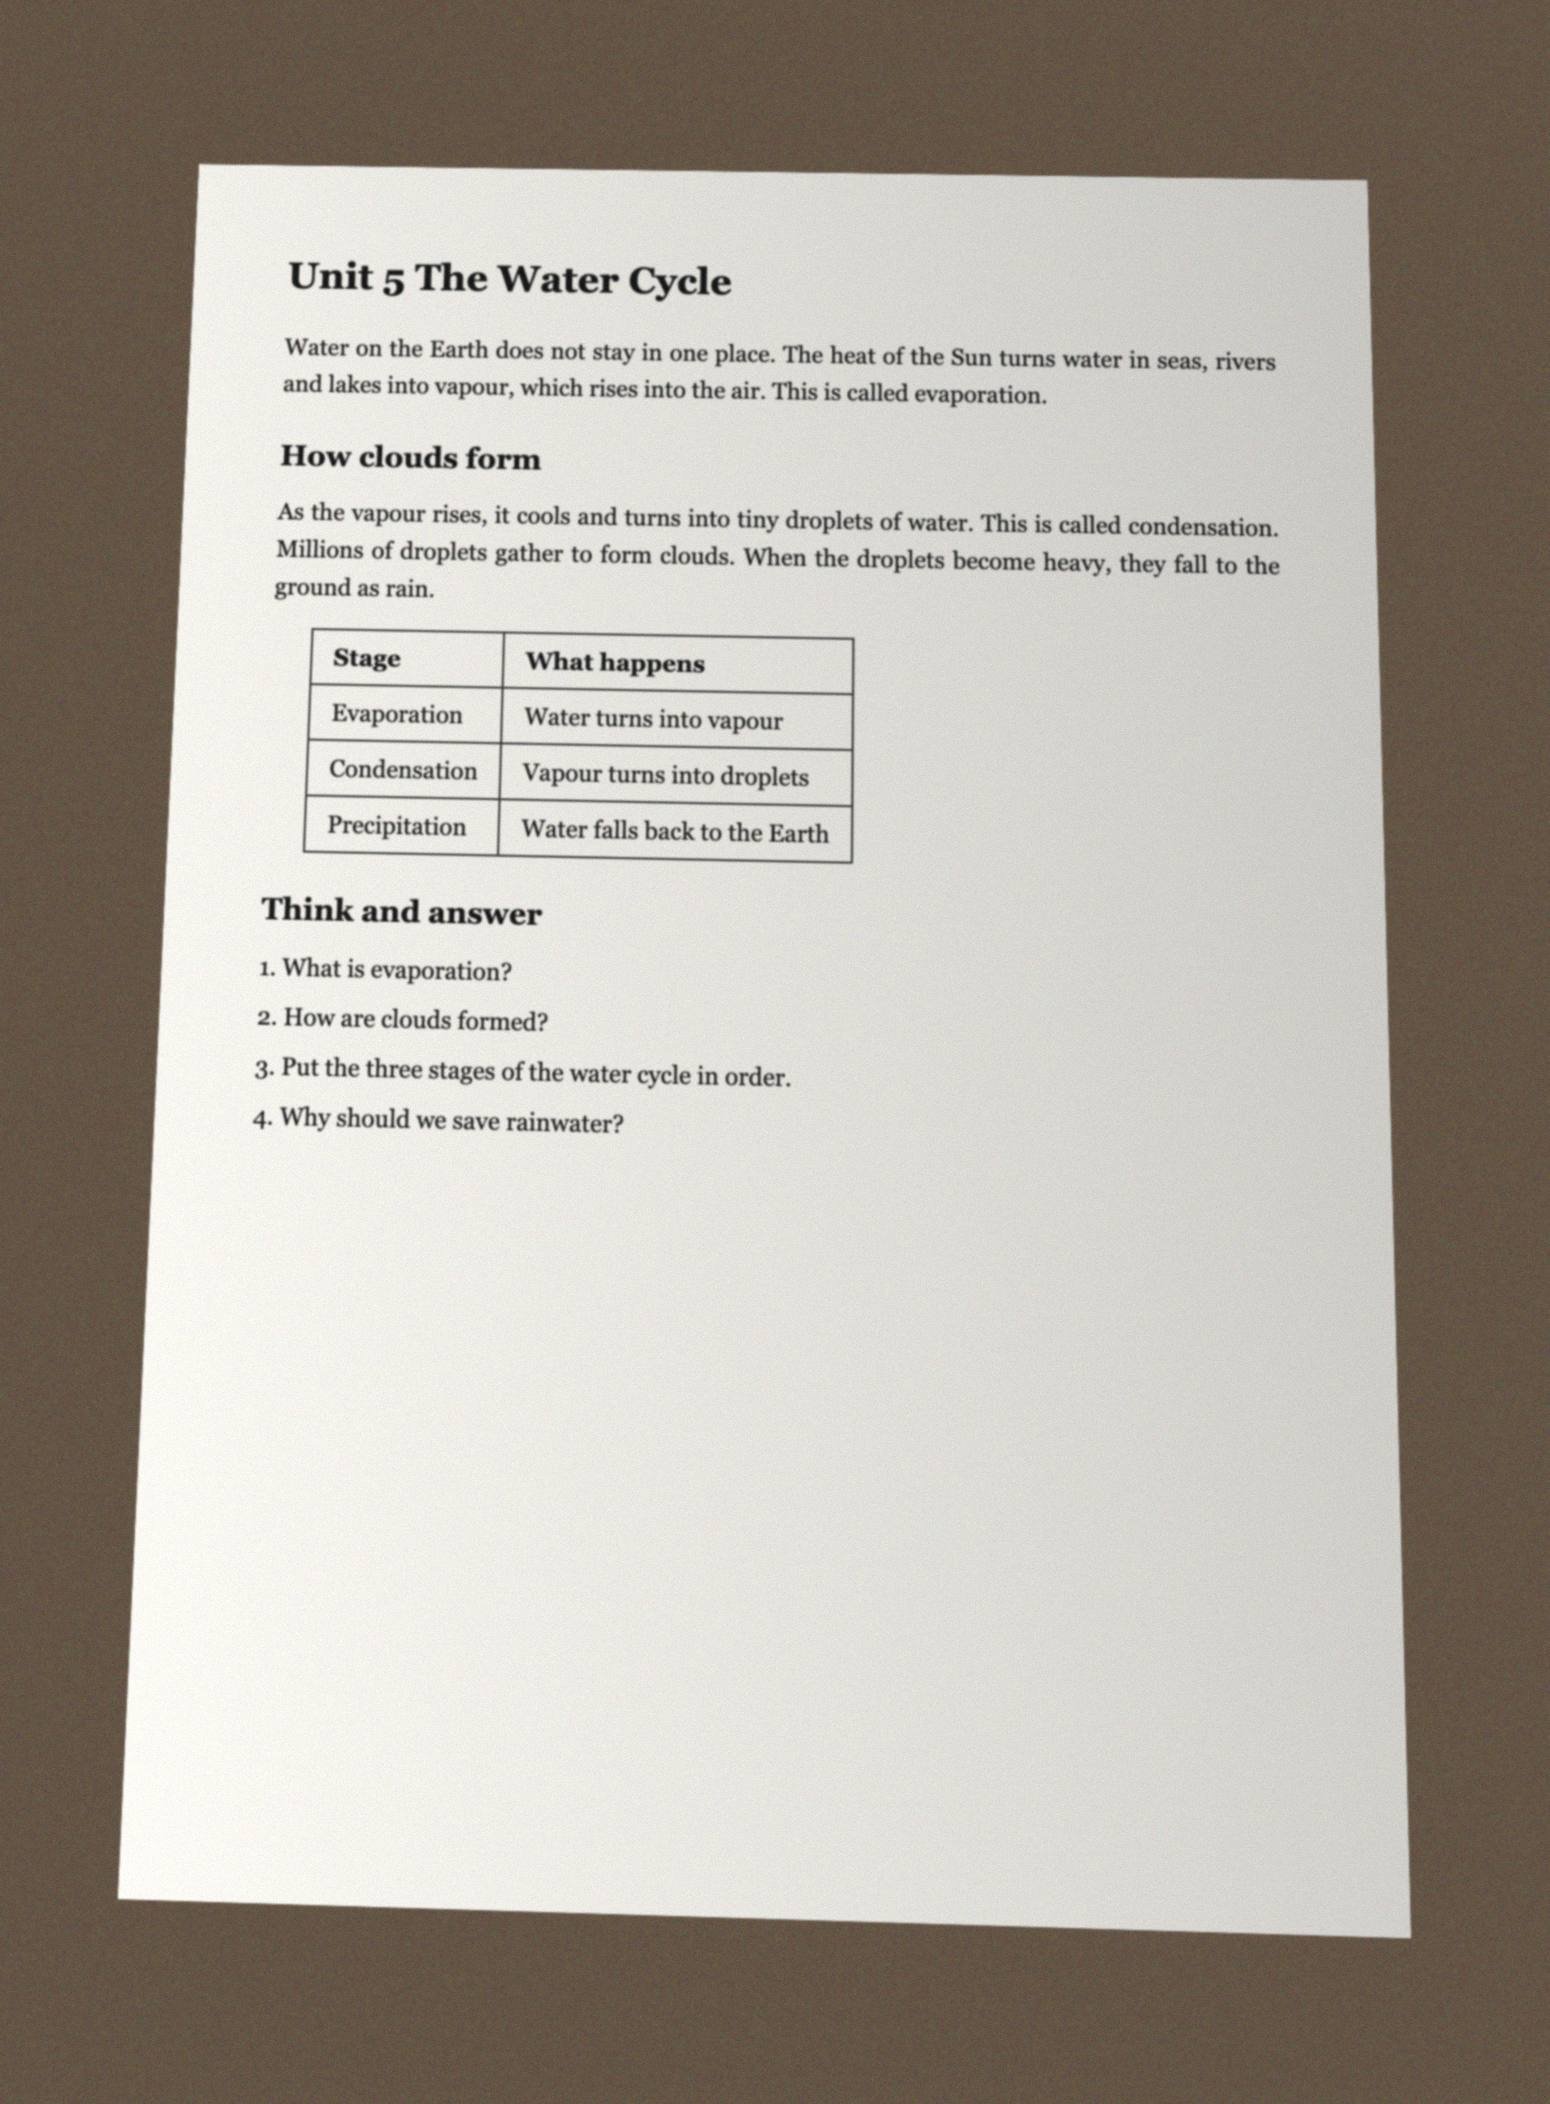 Unit 5 The Water Cycle
Water on the Earth does not stay in one place. The heat of the Sun turns water in seas, rivers
and lakes into vapour, which rises into the air. This is called evaporation.
How clouds form
As the vapour rises, it cools and turns into tiny droplets of water. This is called condensation.
Millions of droplets gather to form clouds. When the droplets become heavy, they fall to the
ground as rain.
Stage What happens
Evaporation Water turns into vapour
Condensation Vapour turns into droplets
Precipitation Water falls back to the Earth
Think and answer
1. What is evaporation?
2. How are clouds formed?
3. Put the three stages of the water cycle in order.
4. Why should we save rainwater?